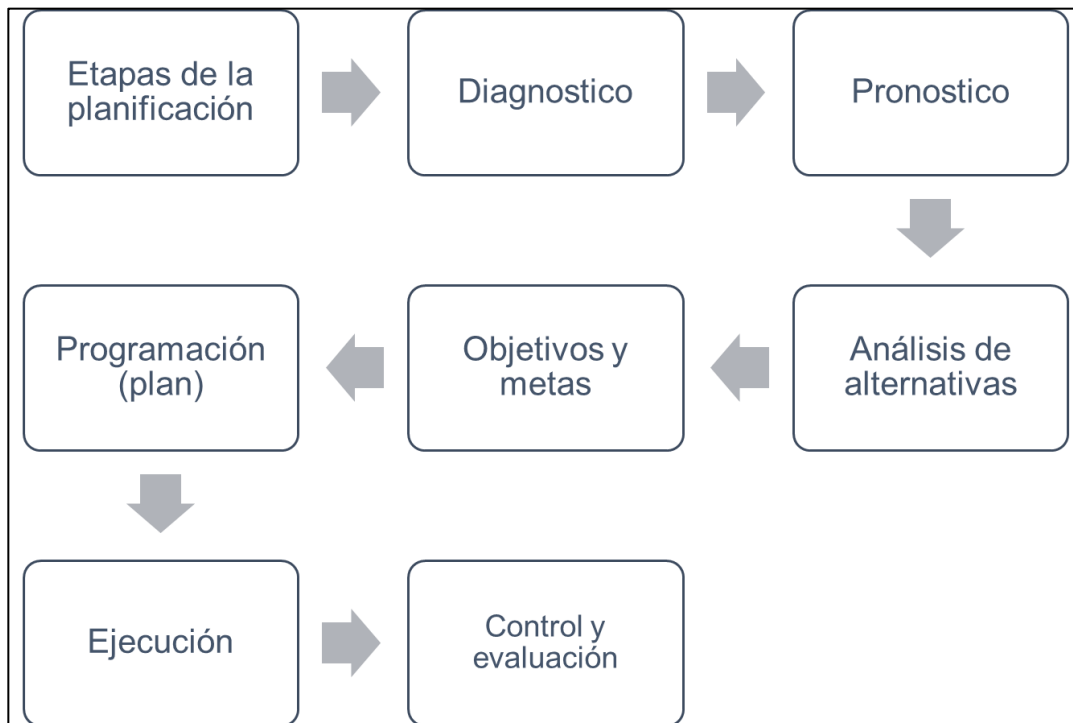 Etapas de la
planificación
Diagnostico
Pronostico
Análisis de
alternativas
Objetivos y
metas
Programación
(plan)
Ejecución
Control y
evaluación